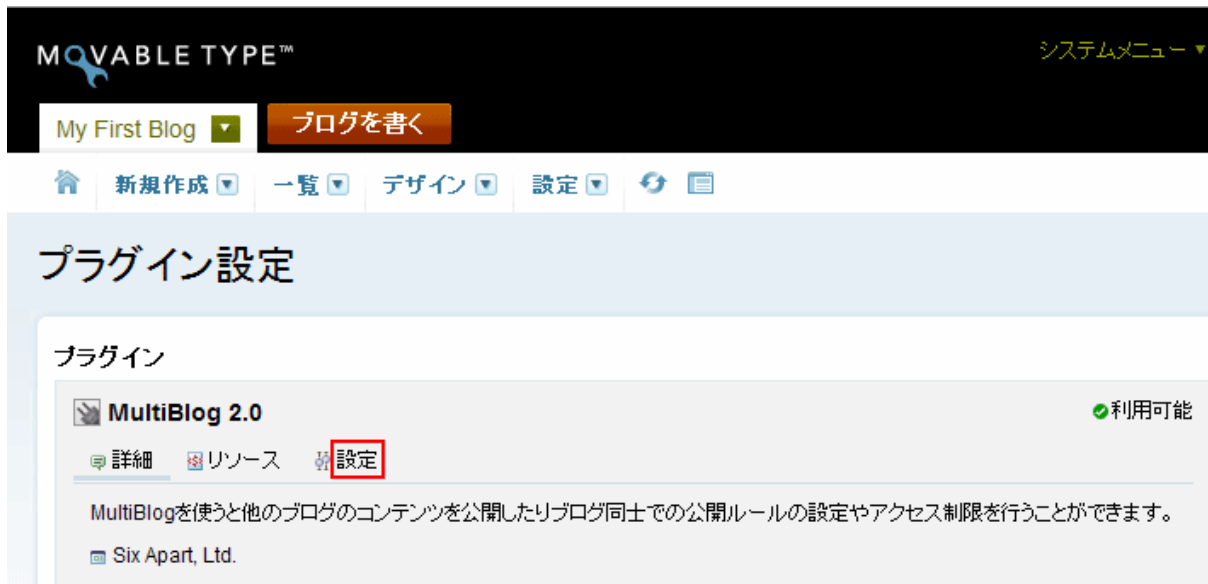 MOVABLE TYPE™
システムメニュー
My First Blog
ブログを書く
新規作成 一覧 デザイン 設定
プラグイン設定
プラグイン
MultiBlog 2.0
利用可能
詳細 リソース 設定
MultiBlogを使うと他のブログのコンテンツを公開したりブログ同士での公開ルールの設定やアクセス制限を行うことができます。
Six Apart, Ltd.